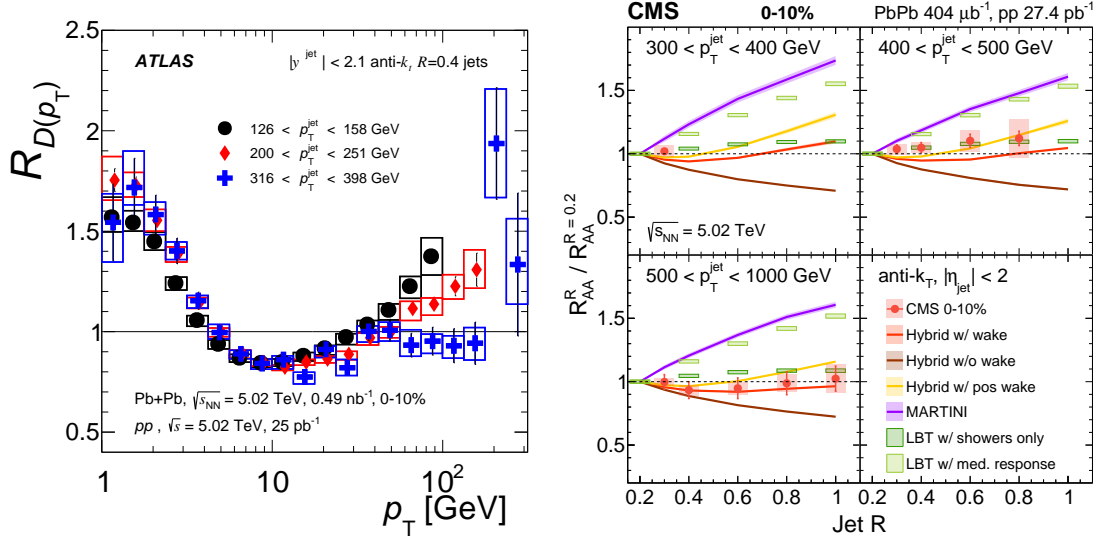 ATLAS
|y^jet| < 2.1 anti-k_t R=0.4 jets
126 < p_T^jet < 158 GeV
200 < p_T^jet < 251 GeV
316 < p_T^jet < 398 GeV
Pb+Pb, √s_NN = 5.02 TeV, 0.49 nb^-1, 0-10%
pp , √s = 5.02 TeV, 25 pb^-1
R_D(p_T)
2.5
2
1.5
1
0.5
1 10 10^2
p_T [GeV]
CMS 0-10% PbPb 404 μb^-1, pp 27.4 pb^-1
300 < p_T^jet < 400 GeV
400 < p_T^jet < 500 GeV
√s_NN = 5.02 TeV
1.5
1
500 < p_T^jet < 1000 GeV
anti-k_T, |η_jet| < 2
CMS 0-10%
Hybrid w/ wake
Hybrid w/o wake
Hybrid w/ pos wake
MARTINI
LBT w/ showers only
LBT w/ med. response
1.5
1
R_AA^R / R_AA^R = 0.2
0.2 0.4 0.6 0.8 1 0.2 0.4 0.6 0.8 1
Jet R